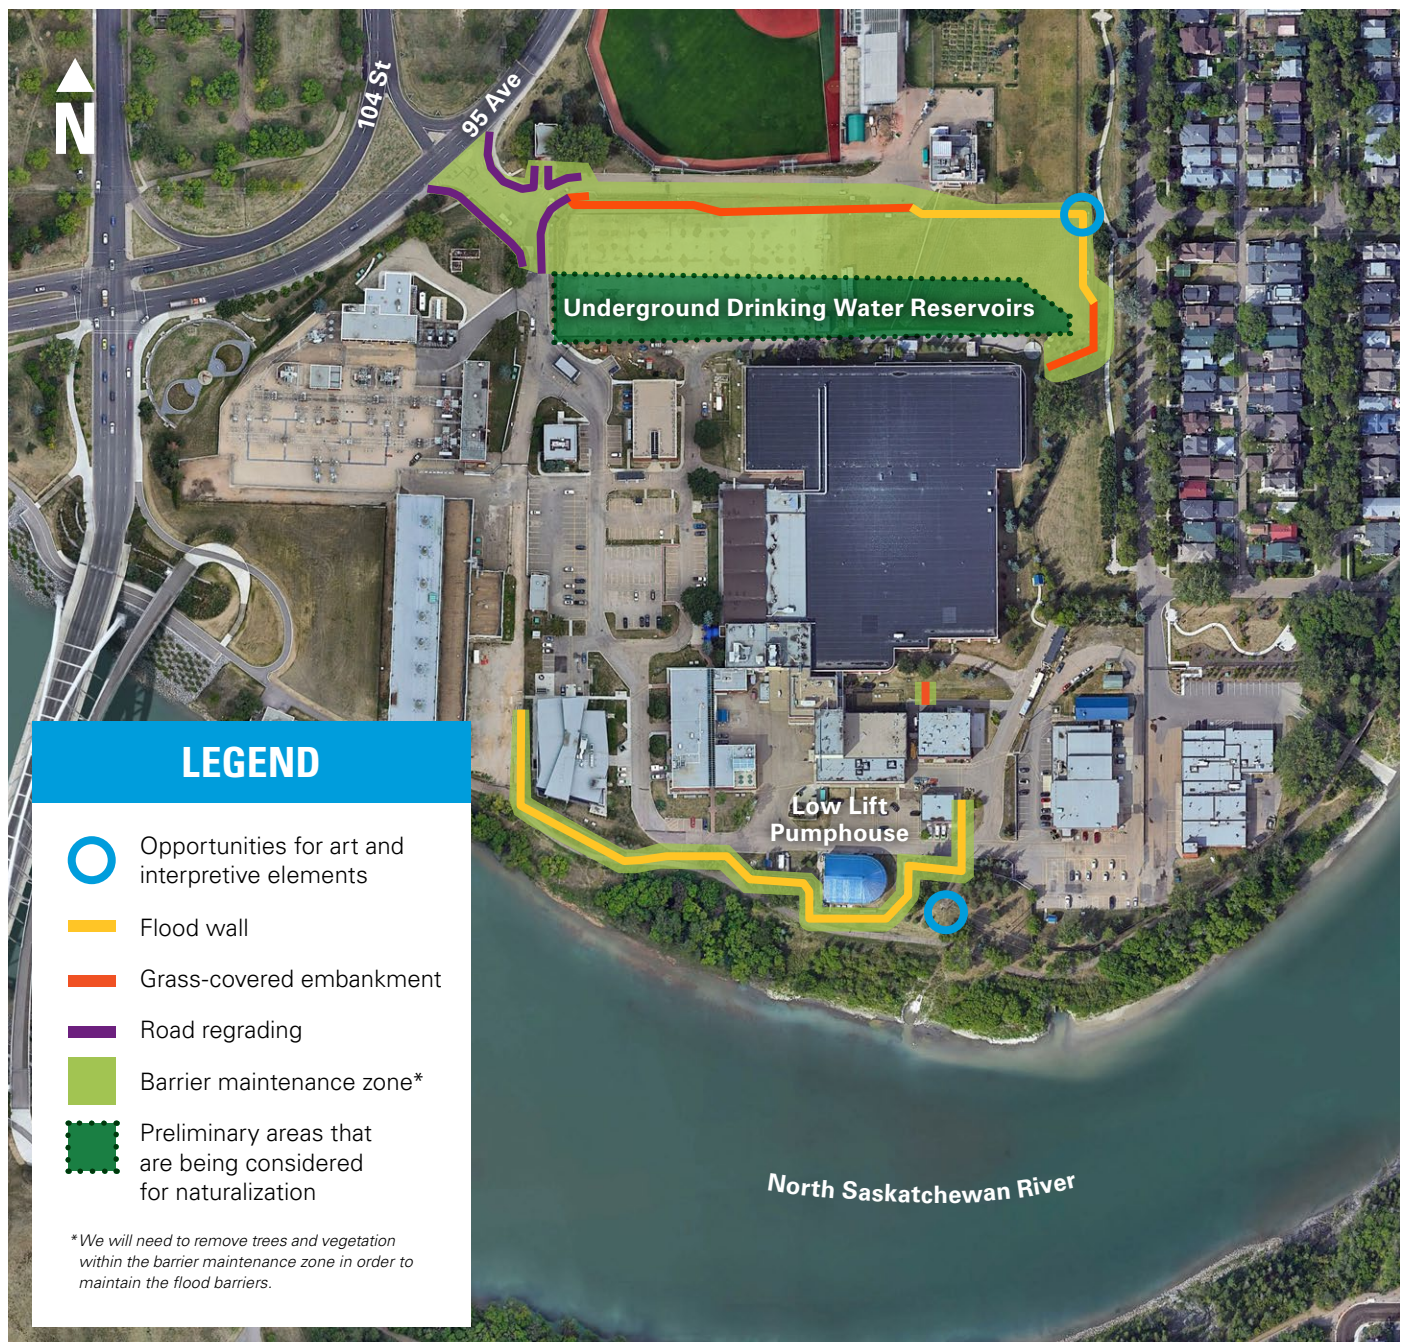 N
104 St
95 Ave
Underground Drinking Water Reservoirs
Low Lift
Pumphouse
North Saskatchewan River
LEGEND
Opportunities for art and
interpretive elements
Flood wall
Grass-covered embankment
Road regrading
Barrier maintenance zone*
Preliminary areas that
are being considered
for naturalization
*We will need to remove trees and vegetation
within the barrier maintenance zone in order to
maintain the flood barriers.